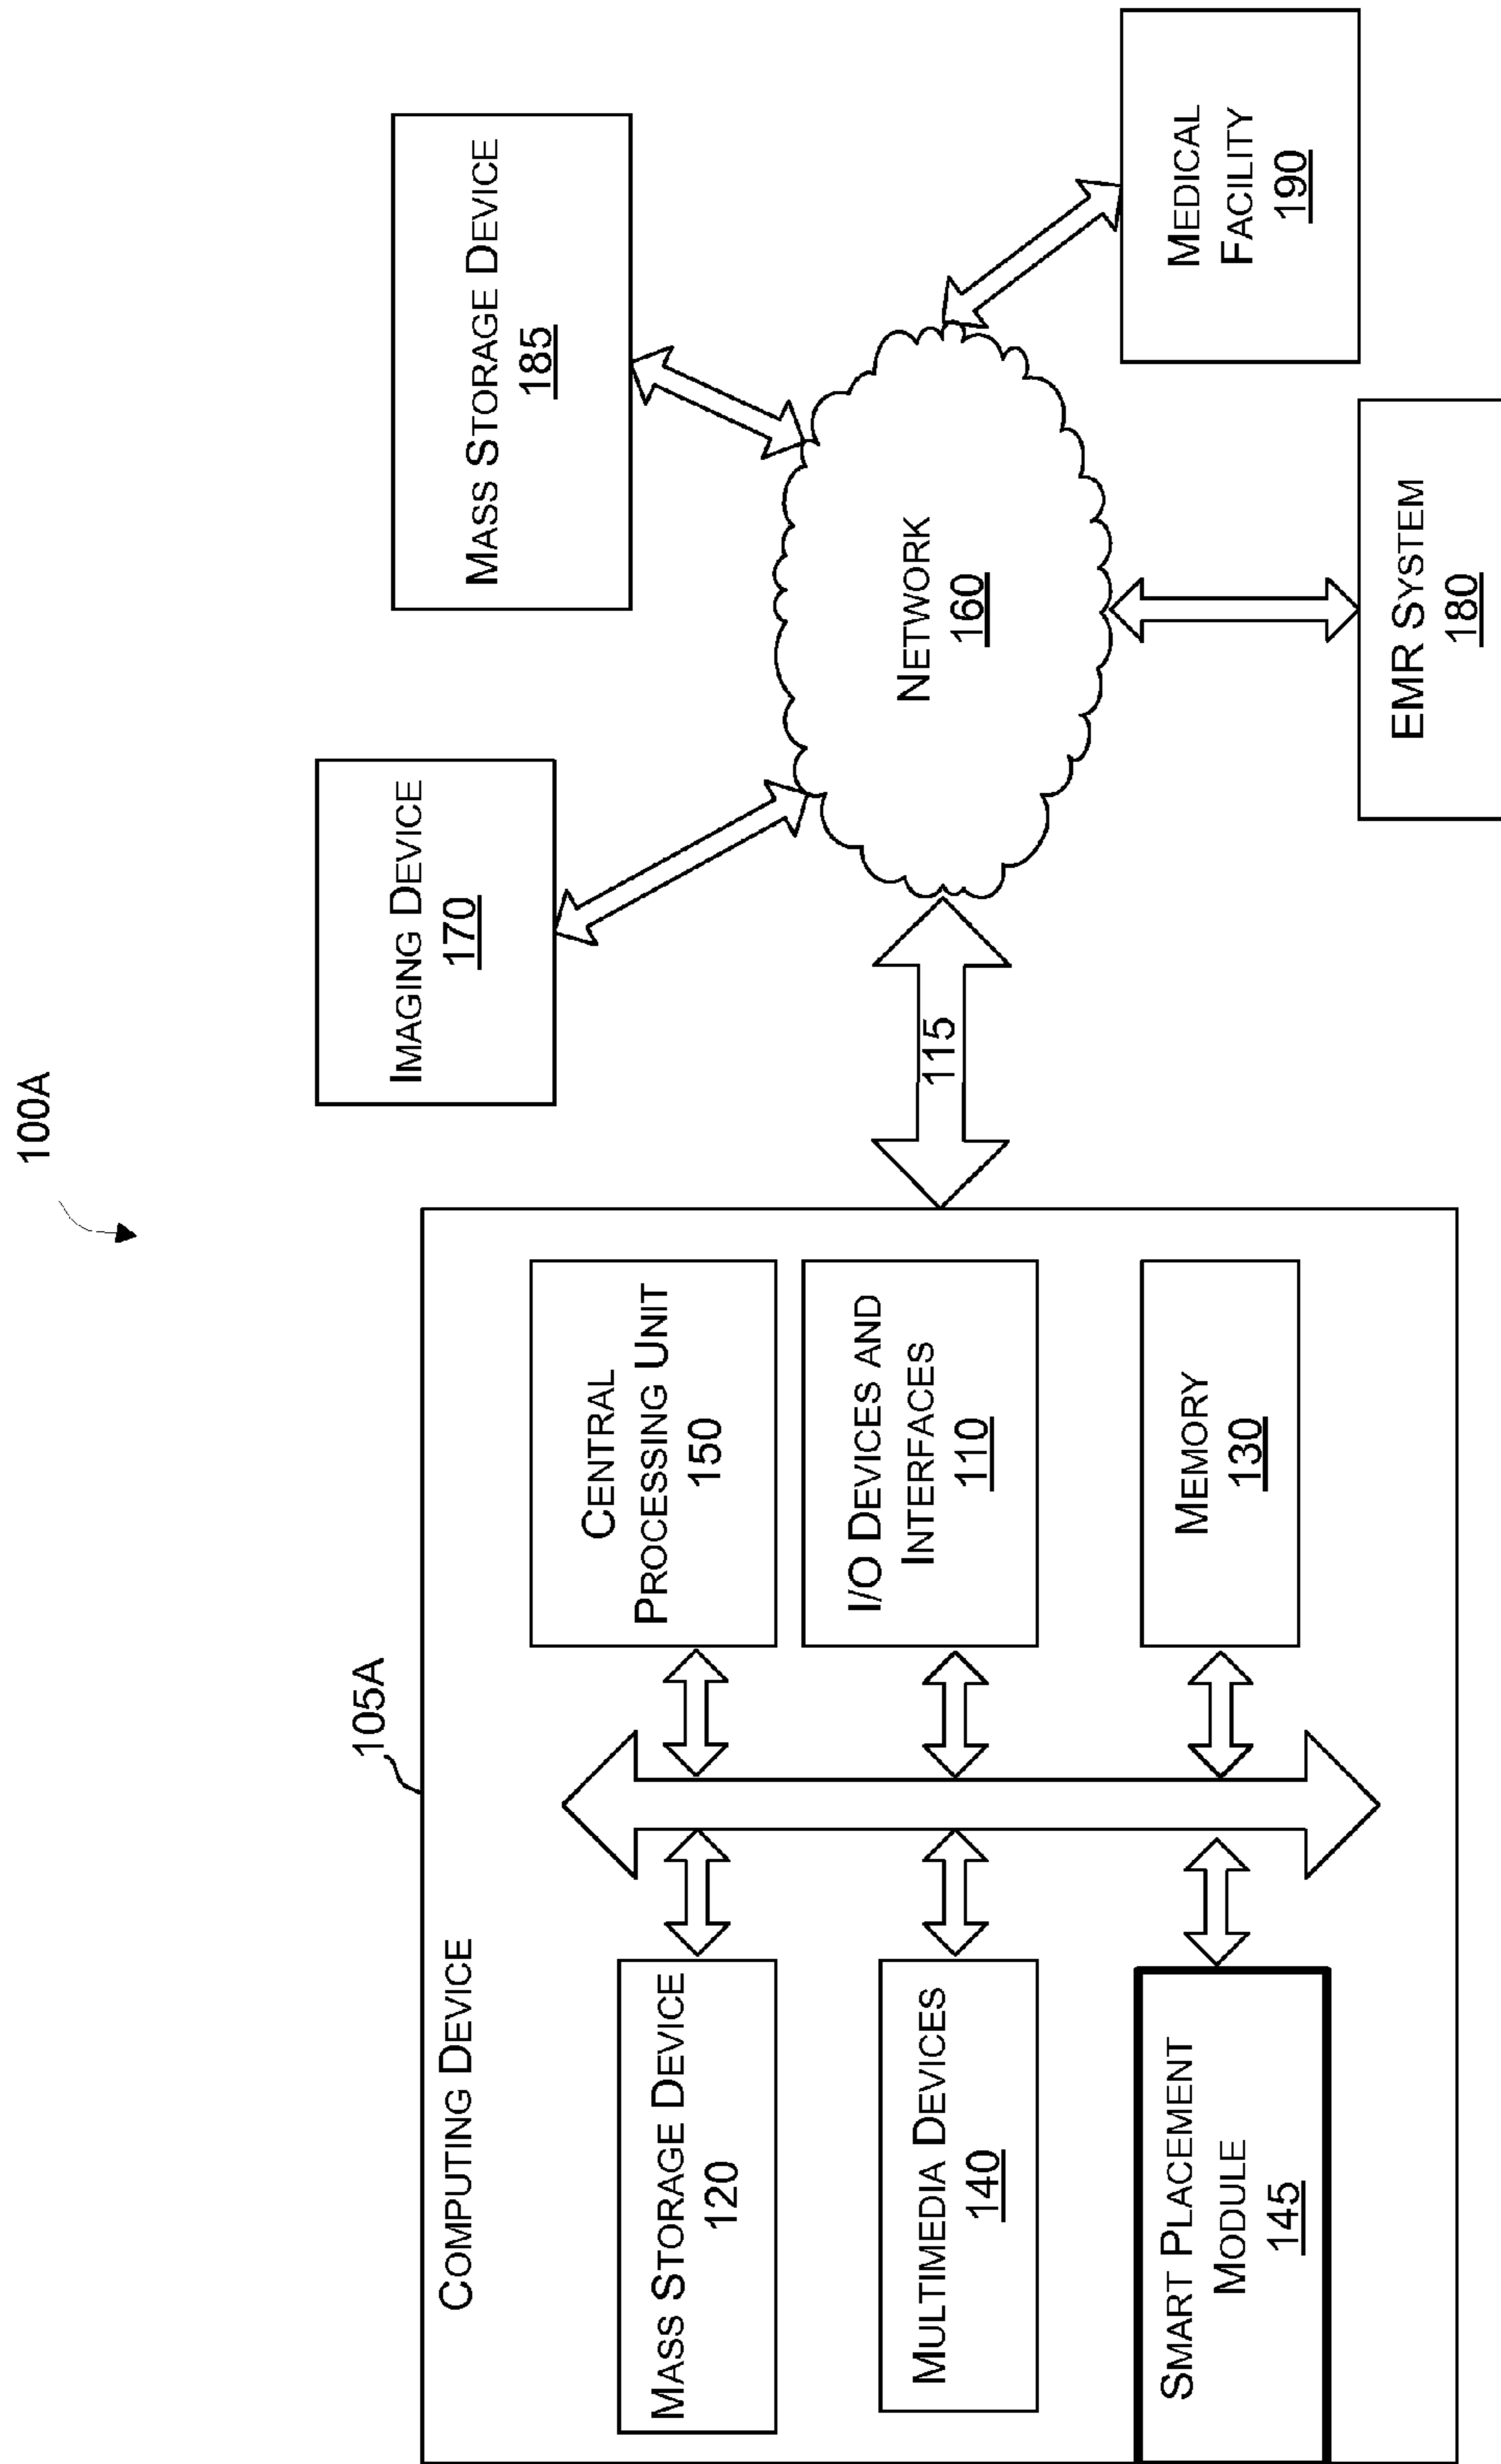 100A
105A
COMPUTING DEVICE
MASS STORAGE DEVICE
120
MULTIMEDIA DEVICES
140
SMART PLACEMENT
MODULE
145
CENTRAL
PROCESSING UNIT
150
I/O DEVICES AND
INTERFACES
110
MEMORY
130
115
IMAGING DEVICE
170
MASS STORAGE DEVICE
185
NETWORK
160
EMR SYSTEM
180
MEDICAL
FACILITY
190